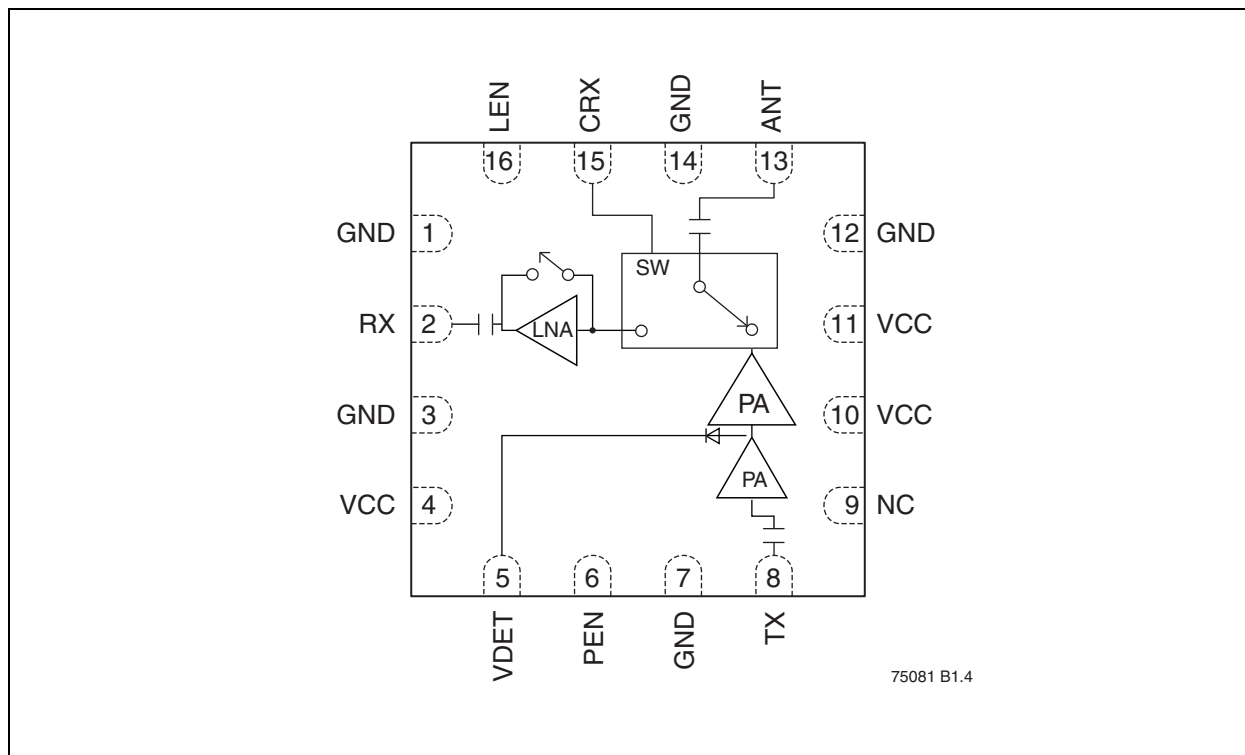 LEN CRX GND ANT
16 15 14 13
GND 1
12 GND
SW
RX 2
LNA
11 VCC
GND 3
PA
10 VCC
VCC 4
PA
9 NC
5 6 7 8
VDET PEN GND TX
75081 B1.4